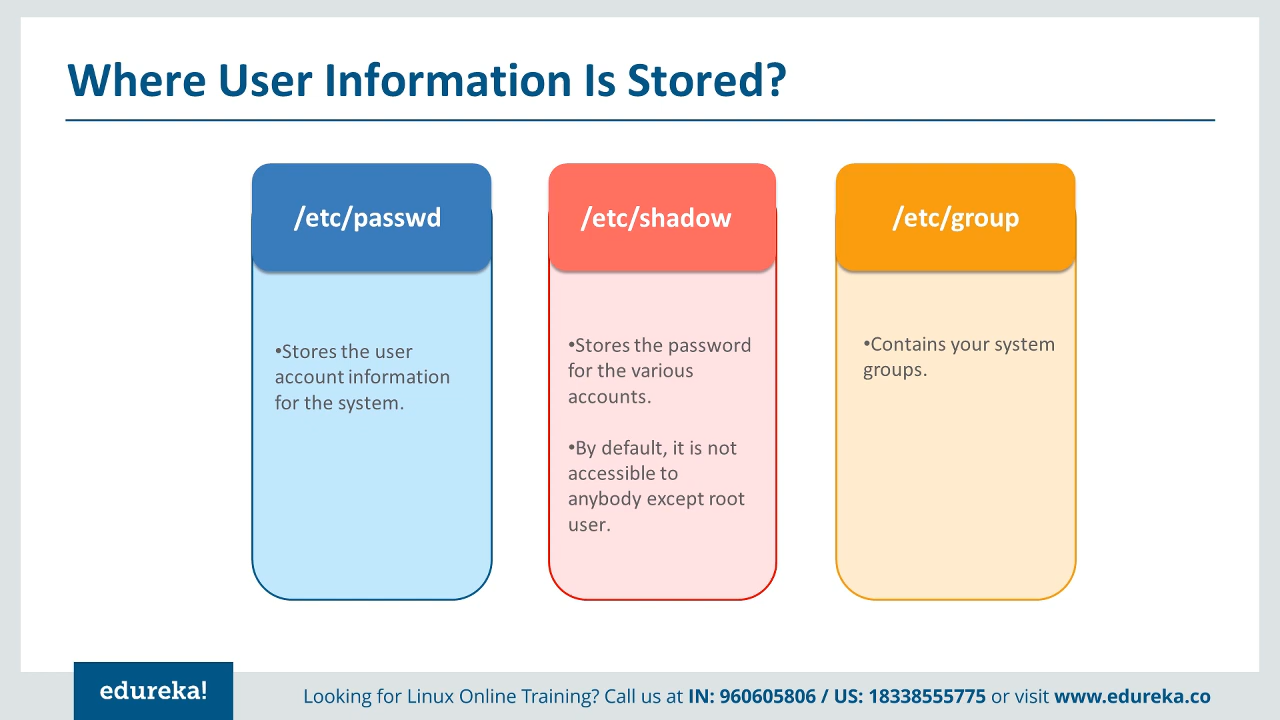 Where User Information Is Stored?
/etc/passwd
•Stores the user
account information
for the system.
/etc/shadow
•Stores the password
for the various
accounts.
•By default, it is not
accessible to
anybody except root
user.
/etc/group
•Contains your system
groups.
edureka!
Looking for Linux Online Training? Call us at IN: 960605806 / US: 18338555775 or visit www.edureka.co